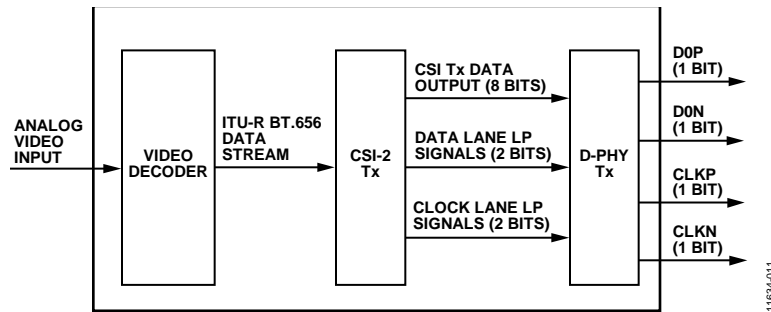 ANALOG
VIDEO
INPUT
VIDEO
DECODER
ITU-R BT.656
DATA
STREAM
CSI-2
Tx
CSI Tx DATA
OUTPUT (8 BITS)
DATA LANE LP
SIGNALS (2 BITS)
CLOCK LANE LP
SIGNALS (2 BITS)
D-PHY
Tx
D0P
(1 BIT)
D0N
(1 BIT)
CLKP
(1 BIT)
CLKN
(1 BIT)
11634-011